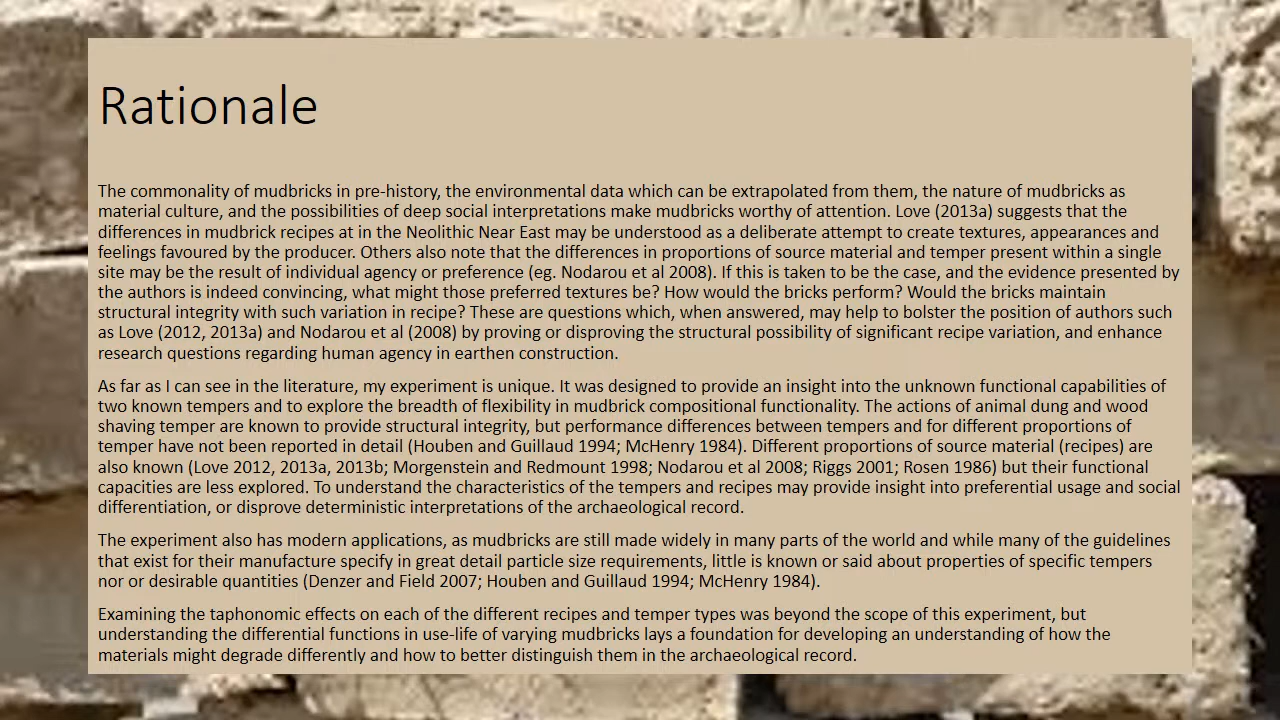 Rationale
The commonality of mudbricks in pre-history, the environmental data which can be extrapolated from them, the nature of mudbricks as
material culture, and the possibilities of deep social interpretations make mudbricks worthy of attention. Love (2013a) suggests that the
differences in mudbrick recipes at in the Neolithic Near East may be understood as a deliberate attempt to create textures, appearances and
feelings favoured by the producer. Others also note that the differences in proportions of source material and temper present within a single
site may be the result of individual agency or preference (eg. Nodarou et al 2008). If this is taken to be the case, and the evidence presented by
the authors is indeed convincing, what might those preferred textures be? How would the bricks perform? Would the bricks maintain
structural integrity with such variation in recipe? These are questions which, when answered, may help to bolster the position of authors such
as Love (2012, 2013a) and Nodarou et al (2008) by proving or disproving the structural possibility of significant recipe variation, and enhance
research questions regarding human agency in earthen construction.
As far as I can see in the literature, my experiment is unique. It was designed to provide an insight into the unknown functional capabilities of
two known tempers and to explore the breadth of flexibility in mudbrick compositional functionality. The actions of animal dung and wood
shaving temper are known to provide structural integrity, but performance differences between tempers and for different proportions of
temper have not been reported in detail (Houben and Guillaud 1994; McHenry 1984). Different proportions of source material (recipes) are
also known (Love 2012, 2013a, 2013b; Morgenstein and Redmount 1998; Nodarou et al 2008; Riggs 2001; Rosen 1986) but their functional
capacities are less explored. To understand the characteristics of the tempers and recipes may provide insight into preferential usage and social
differentiation, or disprove deterministic interpretations of the archaeological record.
The experiment also has modern applications, as mudbricks are still made widely in many parts of the world and while many of the guidelines
that exist for their manufacture specify in great detail particle size requirements, little is known or said about properties of specific tempers
nor or desirable quantities (Denzer and Field 2007; Houben and Guillaud 1994; McHenry 1984).
Examining the taphonomic effects on each of the different recipes and temper types was beyond the scope of this experiment, but
understanding the differential functions in use-life of varying mudbricks lays a foundation for developing an understanding of how the
materials might degrade differently and how to better distinguish them in the archaeological record.